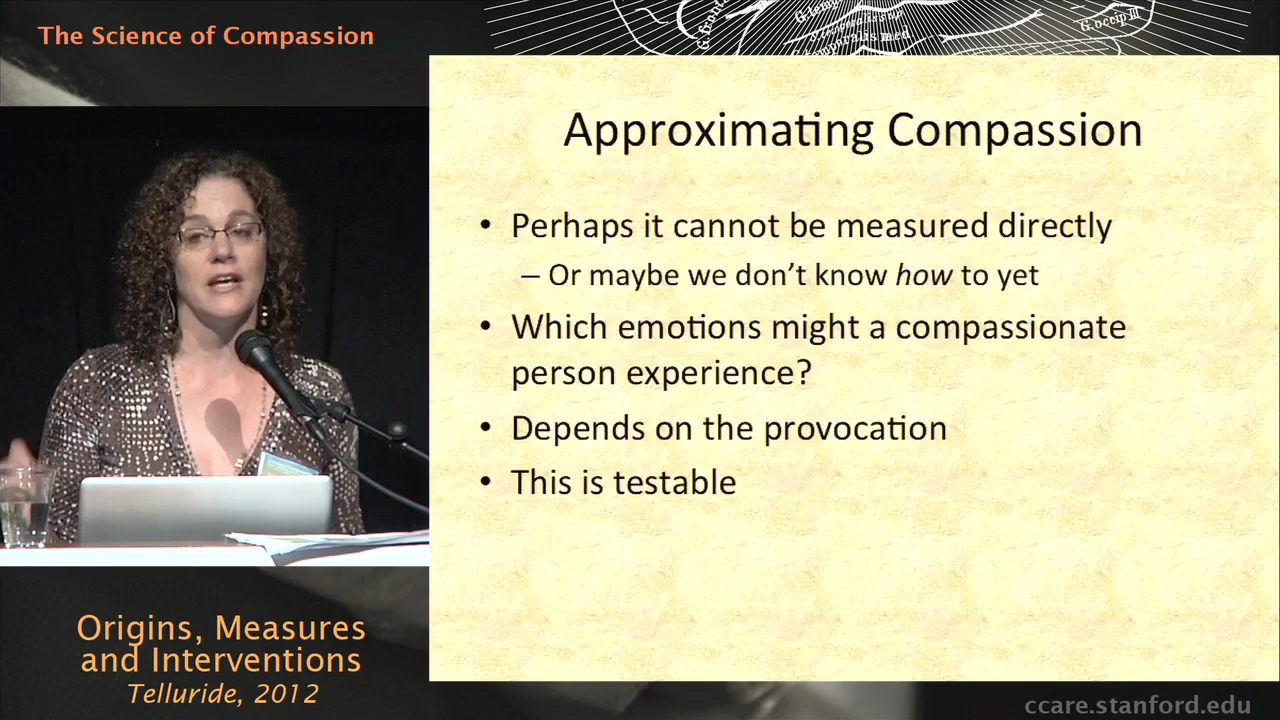 The Science of Compassion
G. occip III
Approximating Compassion
• Perhaps it cannot be measured directly
– Or maybe we don't know how to yet
• Which emotions might a compassionate
person experience?
• Depends on the provocation
• This is testable
Origins, Measures
and Interventions
Telluride, 2012
ccare.stanford.edu